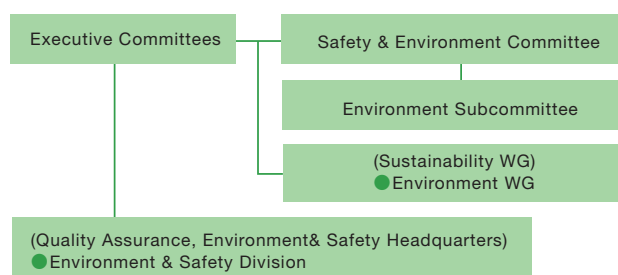 Executive Committees
Safety & Environment Committee
Environment Subcommittee
(Sustainability WG)
●Environment WG
(Quality Assurance, Environment& Safety Headquarters)
●Environment & Safety Division